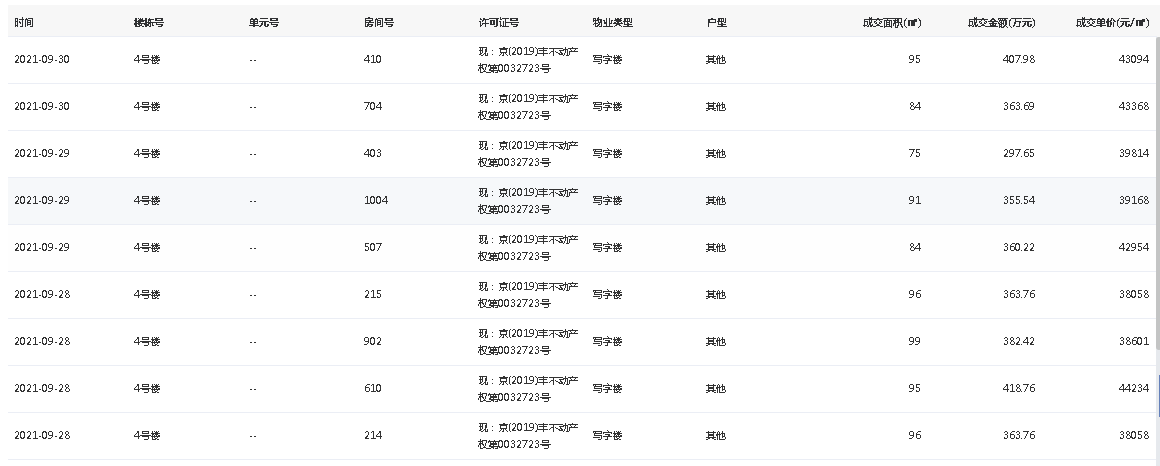 时间 楼栋号 单元号 房间号 许可证号 物业类型 户型 成交面积(㎡) 成交金额(万元) 成交单价(元/㎡)
现：京(2019)丰不动产
2021-09-30 4号楼 -- 410 写字楼 其他 95 407.98 43094
权第0032723号
现：京(2019)丰不动产
2021-09-30 4号楼 -- 704 写字楼 其他 84 363.69 43368
权第0032723号
现：京(2019)丰不动产
2021-09-29 4号楼 -- 403 写字楼 其他 75 297.65 39814
权第0032723号
现：京(2019)丰不动产
2021-09-29 4号楼 -- 1004 写字楼 其他 91 355.54 39168
权第0032723号
现：京(2019)丰不动产
2021-09-29 4号楼 -- 507 写字楼 其他 84 360.22 42954
权第0032723号
现：京(2019)丰不动产
2021-09-28 4号楼 -- 215 写字楼 其他 96 363.76 38058
权第0032723号
现：京(2019)丰不动产
2021-09-28 4号楼 -- 902 写字楼 其他 99 382.42 38601
权第0032723号
现：京(2019)丰不动产
2021-09-28 4号楼 -- 610 写字楼 其他 95 418.76 44234
权第0032723号
现：京(2019)丰不动产
2021-09-28 4号楼 -- 214 写字楼 其他 96 363.76 38058
权第0032723号